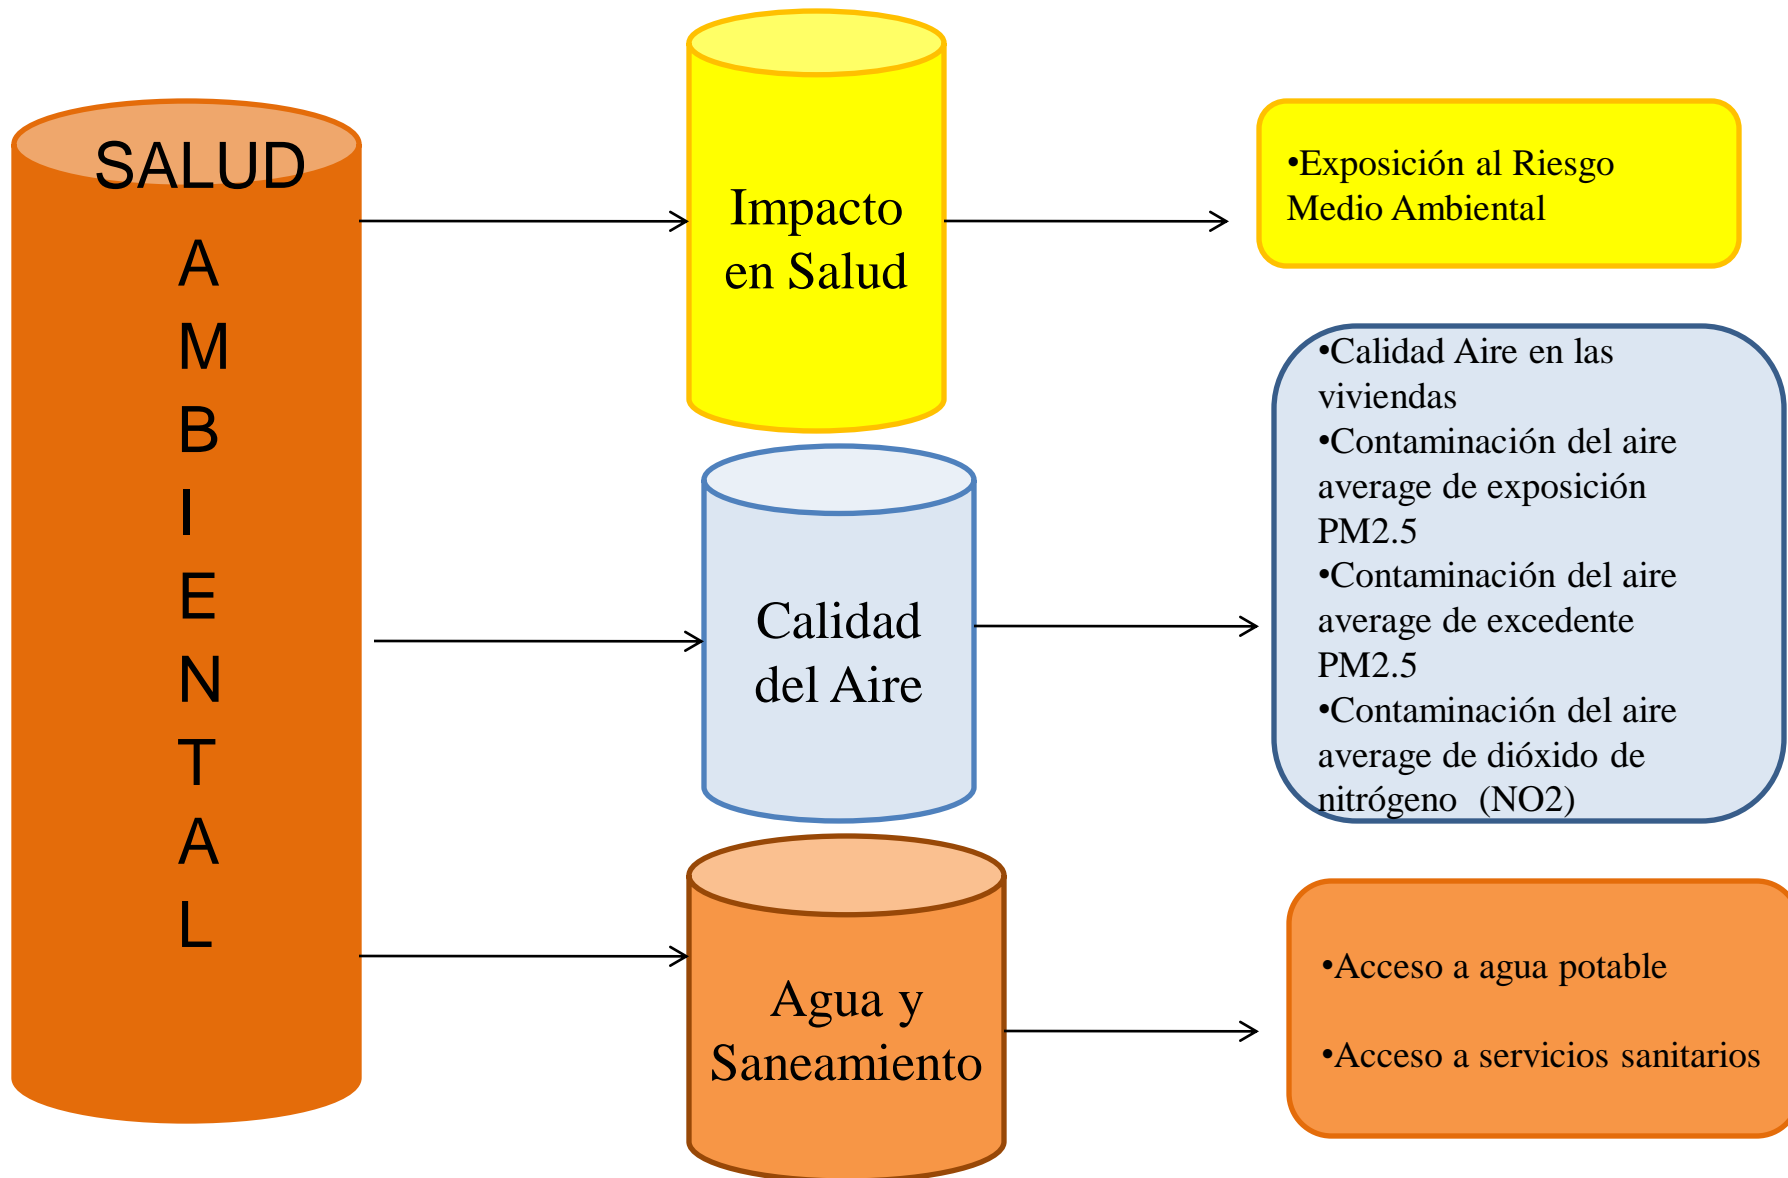 SALUD
A
M
B
I
E
N
T
A
L
Impacto
en Salud
•Exposición al Riesgo
Medio Ambiental
Calidad
del Aire
•Calidad Aire en las
viviendas
•Contaminación del aire
average de exposición
PM2.5
•Contaminación del aire
average de excedente
PM2.5
•Contaminación del aire
average de dióxido de
nitrógeno (NO2)
Agua y
Saneamiento
•Acceso a agua potable
•Acceso a servicios sanitarios